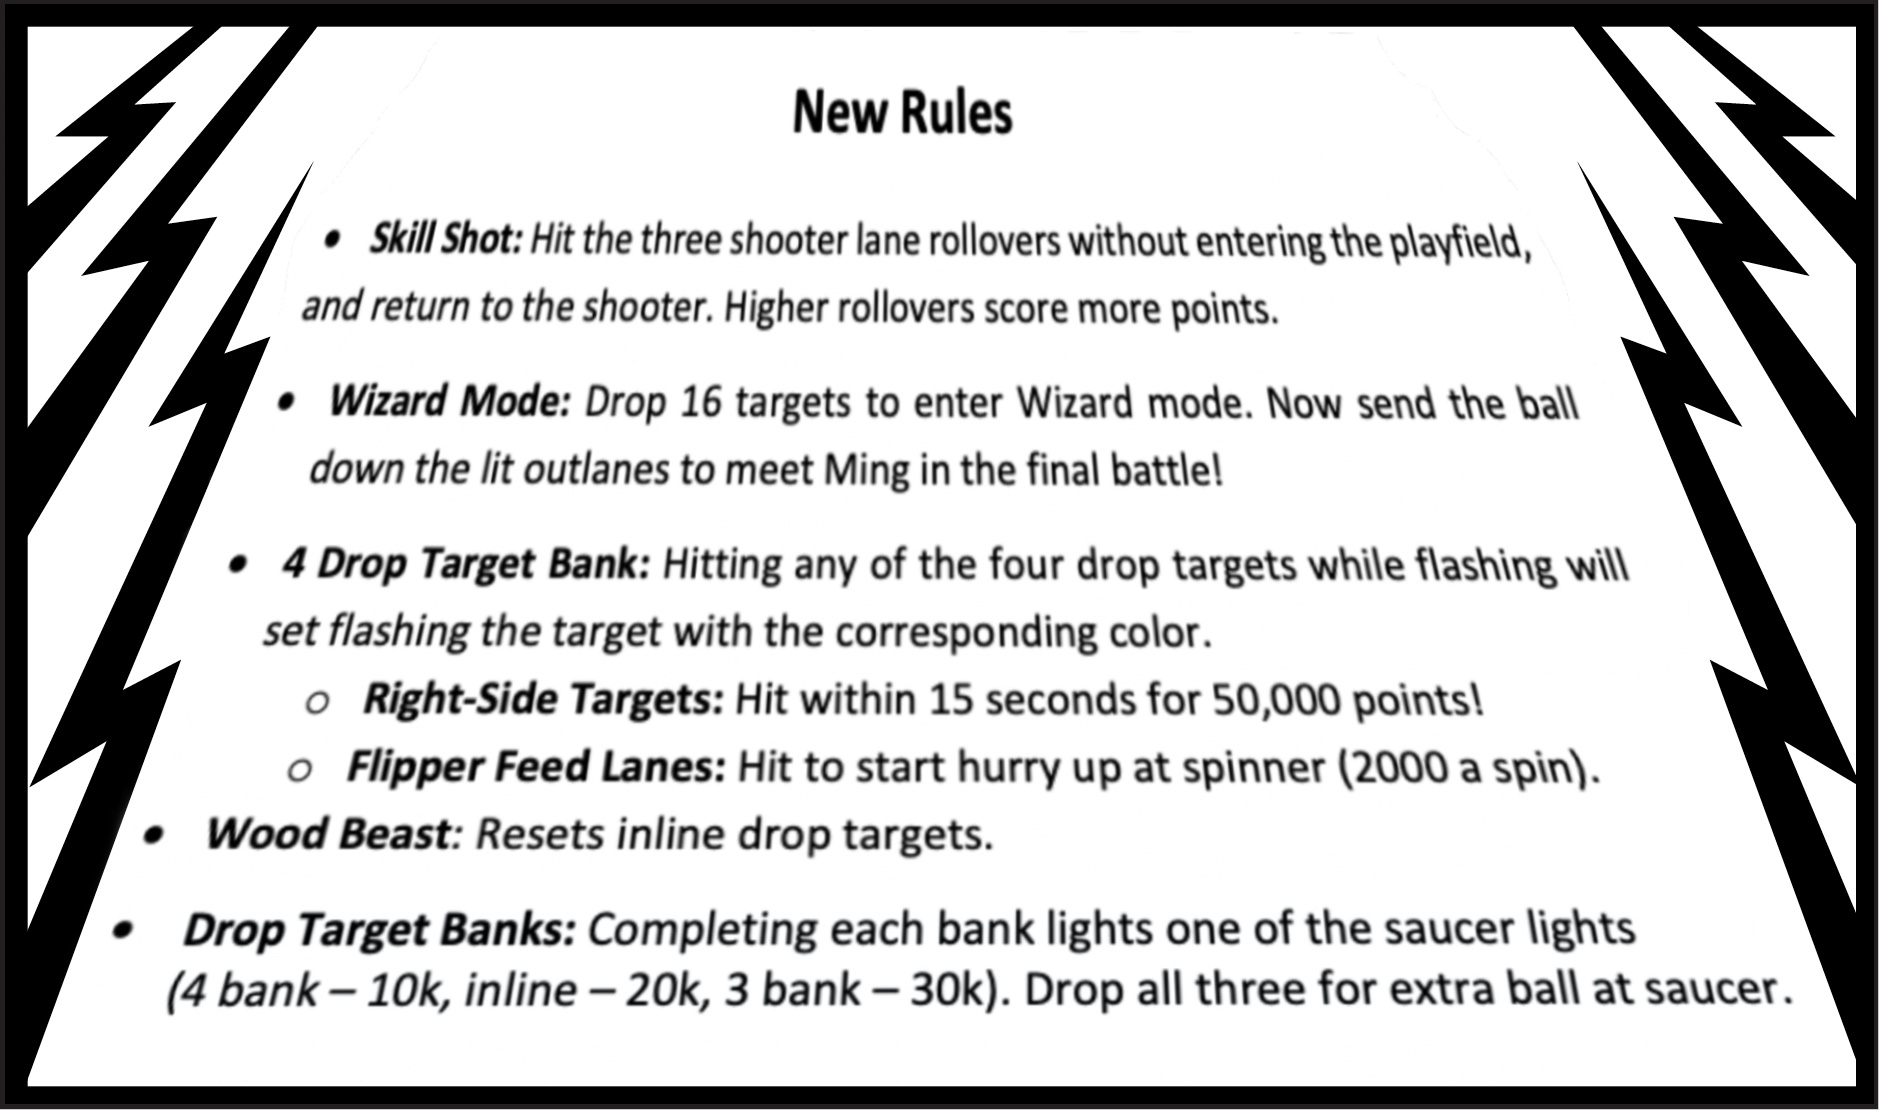 New Rules
• Skill Shot: Hit the three shooter lane rollovers without entering the playfield,
and return to the shooter. Higher rollovers score more points.
• Wizard Mode: Drop 16 targets to enter Wizard mode. Now send the ball
down the lit outlanes to meet Ming in the final battle!
• 4 Drop Target Bank: Hitting any of the four drop targets while flashing will
set flashing the target with the corresponding color.
o Right-Side Targets: Hit within 15 seconds for 50,000 points!
o Flipper Feed Lanes: Hit to start hurry up at spinner (2000 a spin).
• Wood Beast: Resets inline drop targets.
• Drop Target Banks: Completing each bank lights one of the saucer lights
(4 bank – 10k, inline – 20k, 3 bank – 30k). Drop all three for extra ball at saucer.